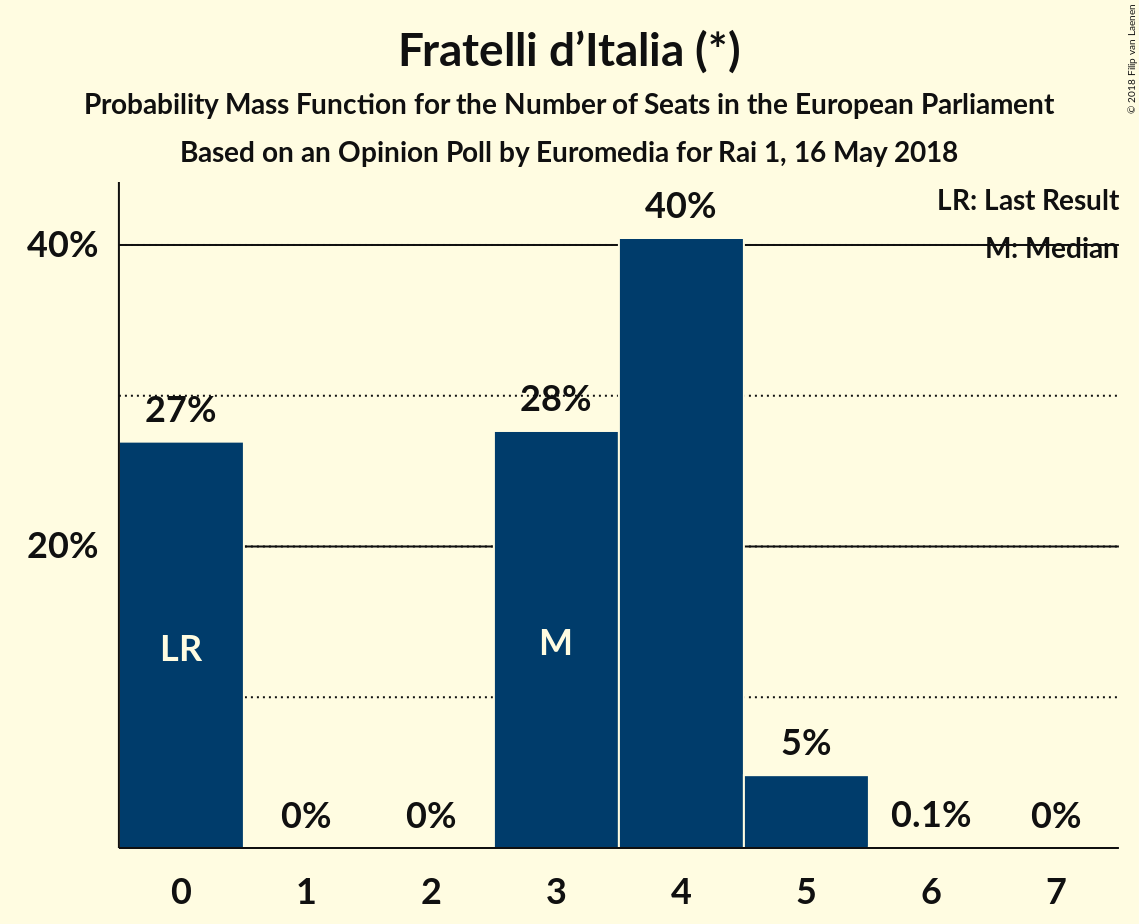 Fratelli d’Italia (*)
Probability Mass Function for the Number of Seats in the European Parliament
Based on an Opinion Poll by Euromedia for Rai 1, 16 May 2018
© 2018 Filip van Laenen
LR: Last Result
M: Median
40%
20%
27%
0%
0%
28%
40%
5%
0.1%
0%
LR
M
0 1 2 3 4 5 6 7